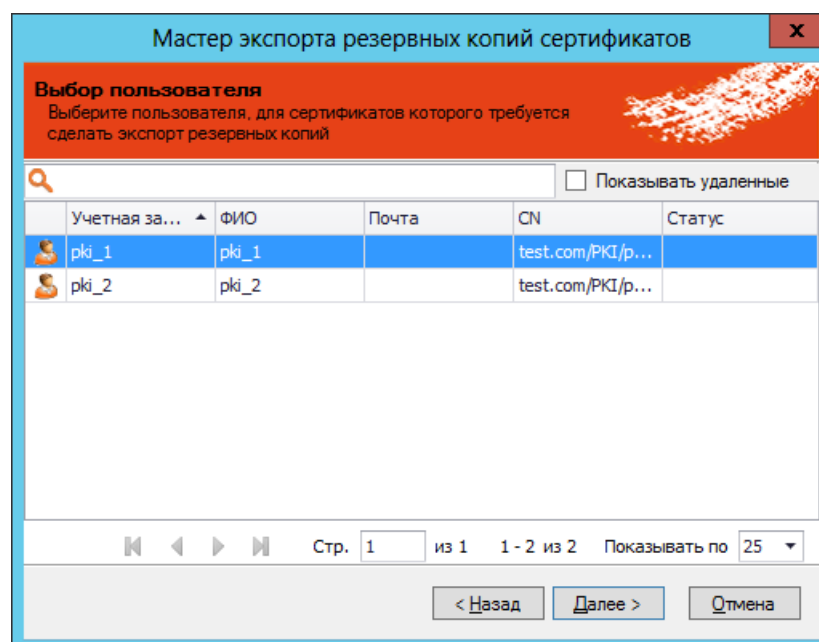 Мастер экспорта резервных копий сертификатов
x
Выбор пользователя
Выберите пользователя, для сертификатов которого требуется
сделать экспорт резервных копий
Показывать удаленные
Учетная за... ФИО Почта CN Статус
pki_1 pki_1 test.com/PKI/p...
pki_2 pki_2 test.com/PKI/p...
Стр. 1 из 1 1 - 2 из 2 Показывать по 25
< Назад Далее > Отмена